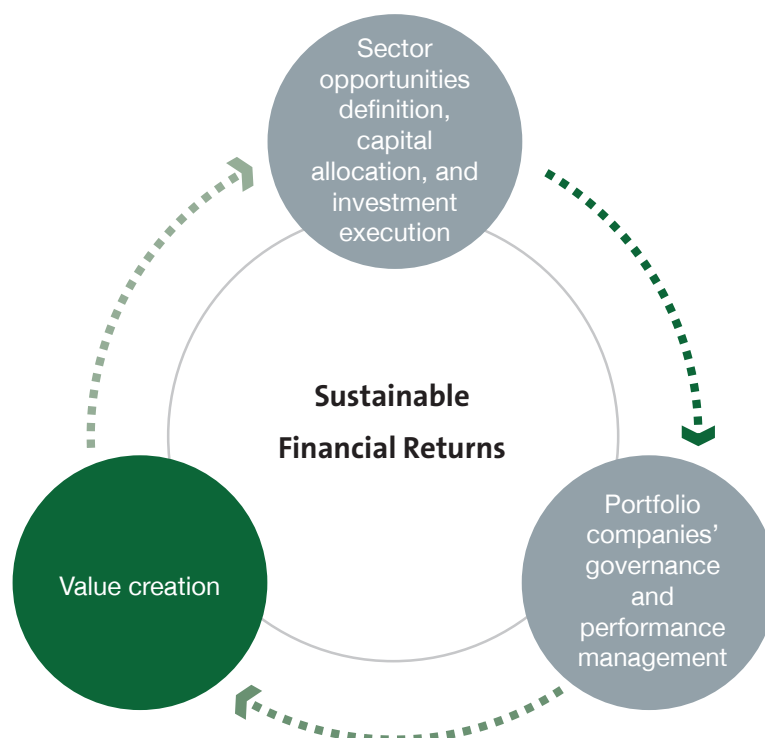 Sector
opportunities
definition,
capital
allocation, and
investment
execution
Sustainable
Financial Returns
Value creation
Portfolio
companies’
governance
and
performance
management